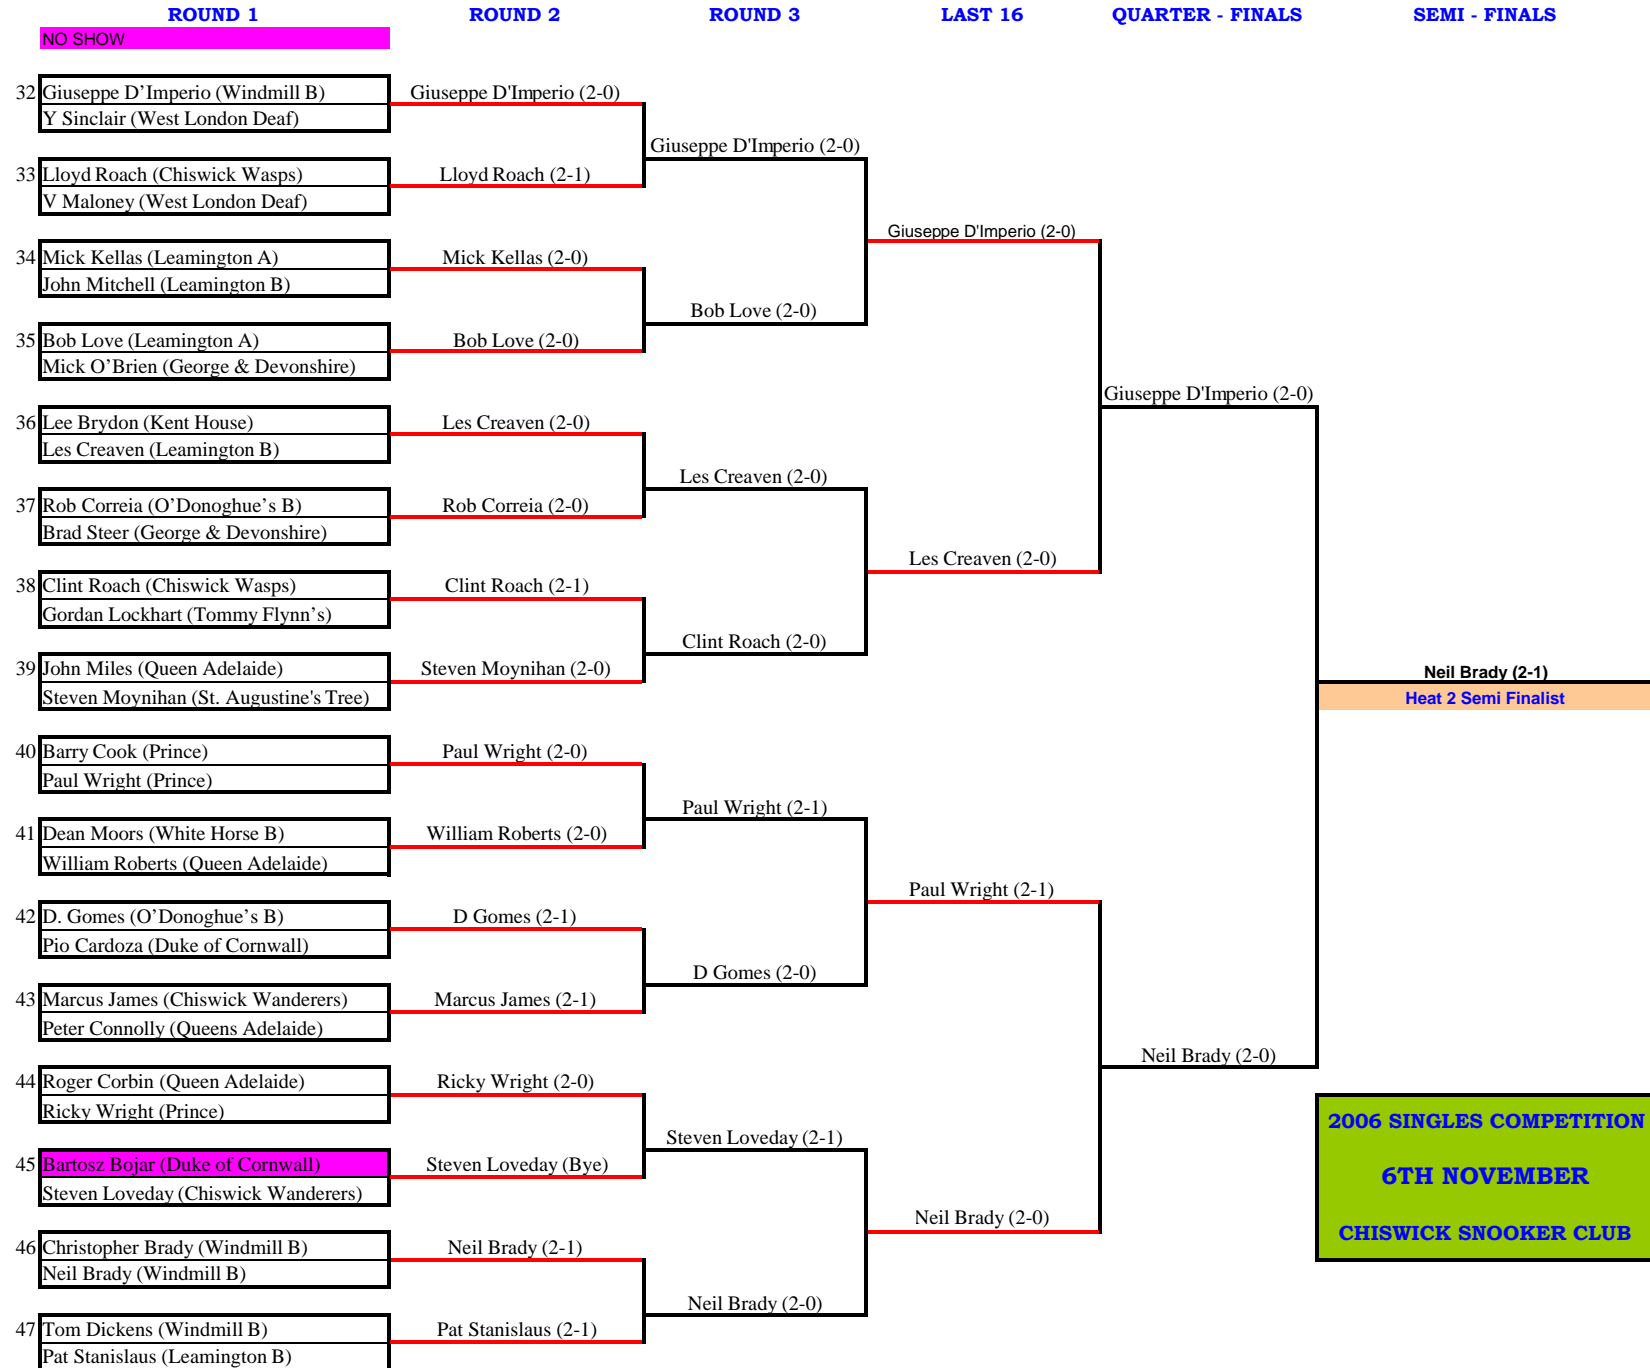 ROUND 1 ROUND 2 ROUND 3 LAST 16 QUARTER - FINALS SEMI - FINALS
NO SHOW
32 Giuseppe D’Imperio (Windmill B) Giuseppe D'Imperio (2-0)
Y Sinclair (West London Deaf)
Giuseppe D'Imperio (2-0)
33 Lloyd Roach (Chiswick Wasps) Lloyd Roach (2-1)
V Maloney (West London Deaf)
Giuseppe D'Imperio (2-0)
34 Mick Kellas (Leamington A) Mick Kellas (2-0)
John Mitchell (Leamington B)
Bob Love (2-0)
35 Bob Love (Leamington A) Bob Love (2-0)
Mick O’Brien (George & Devonshire)
Giuseppe D'Imperio (2-0)
36 Lee Brydon (Kent House) Les Creaven (2-0)
Les Creaven (Leamington B)
Les Creaven (2-0)
37 Rob Correia (O’Donoghue’s B) Rob Correia (2-0)
Brad Steer (George & Devonshire)
Les Creaven (2-0)
38 Clint Roach (Chiswick Wasps) Clint Roach (2-1)
Gordan Lockhart (Tommy Flynn’s)
Clint Roach (2-0)
39 John Miles (Queen Adelaide) Steven Moynihan (2-0) Neil Brady (2-1)
Steven Moynihan (St. Augustine's Tree) Heat 2 Semi Finalist
40 Barry Cook (Prince) Paul Wright (2-0)
Paul Wright (Prince)
Paul Wright (2-1)
41 Dean Moors (White Horse B) William Roberts (2-0)
William Roberts (Queen Adelaide)
Paul Wright (2-1)
42 D. Gomes (O’Donoghue’s B) D Gomes (2-1)
Pio Cardoza (Duke of Cornwall)
D Gomes (2-0)
43 Marcus James (Chiswick Wanderers) Marcus James (2-1)
Peter Connolly (Queens Adelaide)
Neil Brady (2-0)
44 Roger Corbin (Queen Adelaide) Ricky Wright (2-0)
Ricky Wright (Prince)
2006 SINGLES COMPETITION
Steven Loveday (2-1)
45 Bartosz Bojar (Duke of Cornwall) Steven Loveday (Bye)
6TH NOVEMBER
Steven Loveday (Chiswick Wanderers)
Neil Brady (2-0)
CHISWICK SNOOKER CLUB
46 Christopher Brady (Windmill B) Neil Brady (2-1)
Neil Brady (Windmill B)
Neil Brady (2-0)
47 Tom Dickens (Windmill B) Pat Stanislaus (2-1)
Pat Stanislaus (Leamington B)